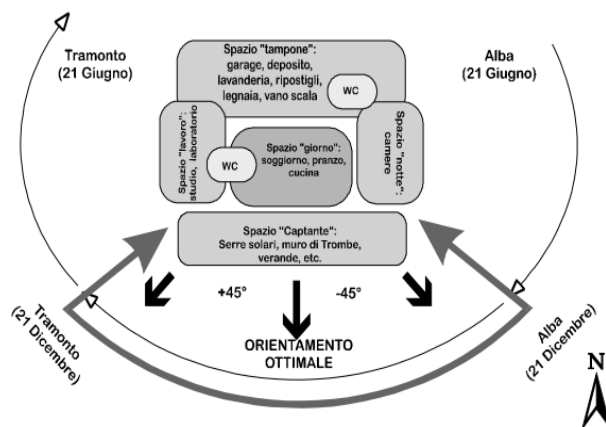 Tramonto
(21 Giugno)
Spazio "tampone":
garage, deposito,
lavanderia, ripostigli,
legnaia, vano scala
WC
Alba
(21 Giugno)
Spazio "lavoro":
studio, laboratorio
WC
Spazio "giorno":
soggiorno, pranzo,
cucina
Spazio "notte":
camere
Spazio "Captante":
Serre solari, muro di Trombe,
verande, etc.
+45°
-45°
Tramonto
(21 Dicembre)
ORIENTAMENTO
OTTIMALE
Alba
(21 Dicembre)
N